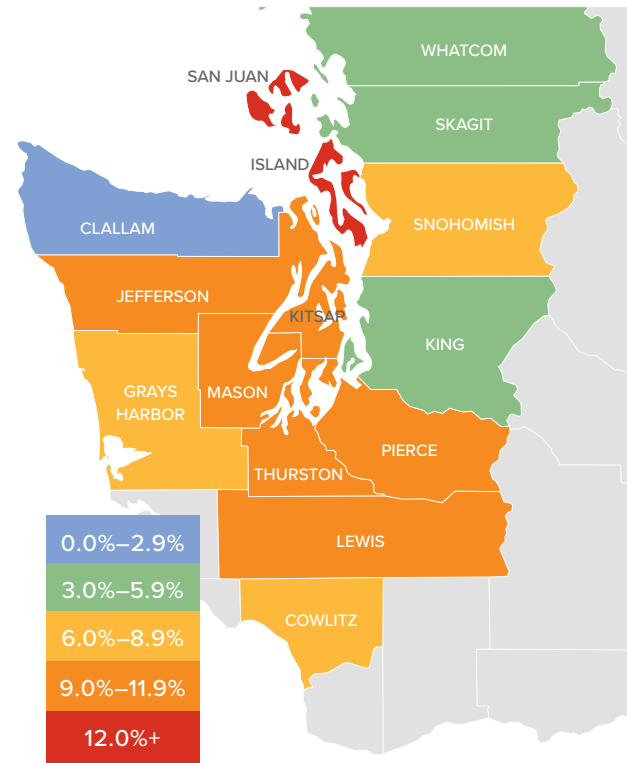 WHATCOM
SAN JUAN
SKAGIT
ISLAND
CLALLAM
SNOHOMISH
JEFFERSON
KITSAP
KING
GRAYS
HARBOR
MASON
PIERCE
THURSTON
LEWIS
0.0%–2.9%
3.0%–5.9%
COWLITZ
6.0%–8.9%
9.0%–11.9%
12.0%+